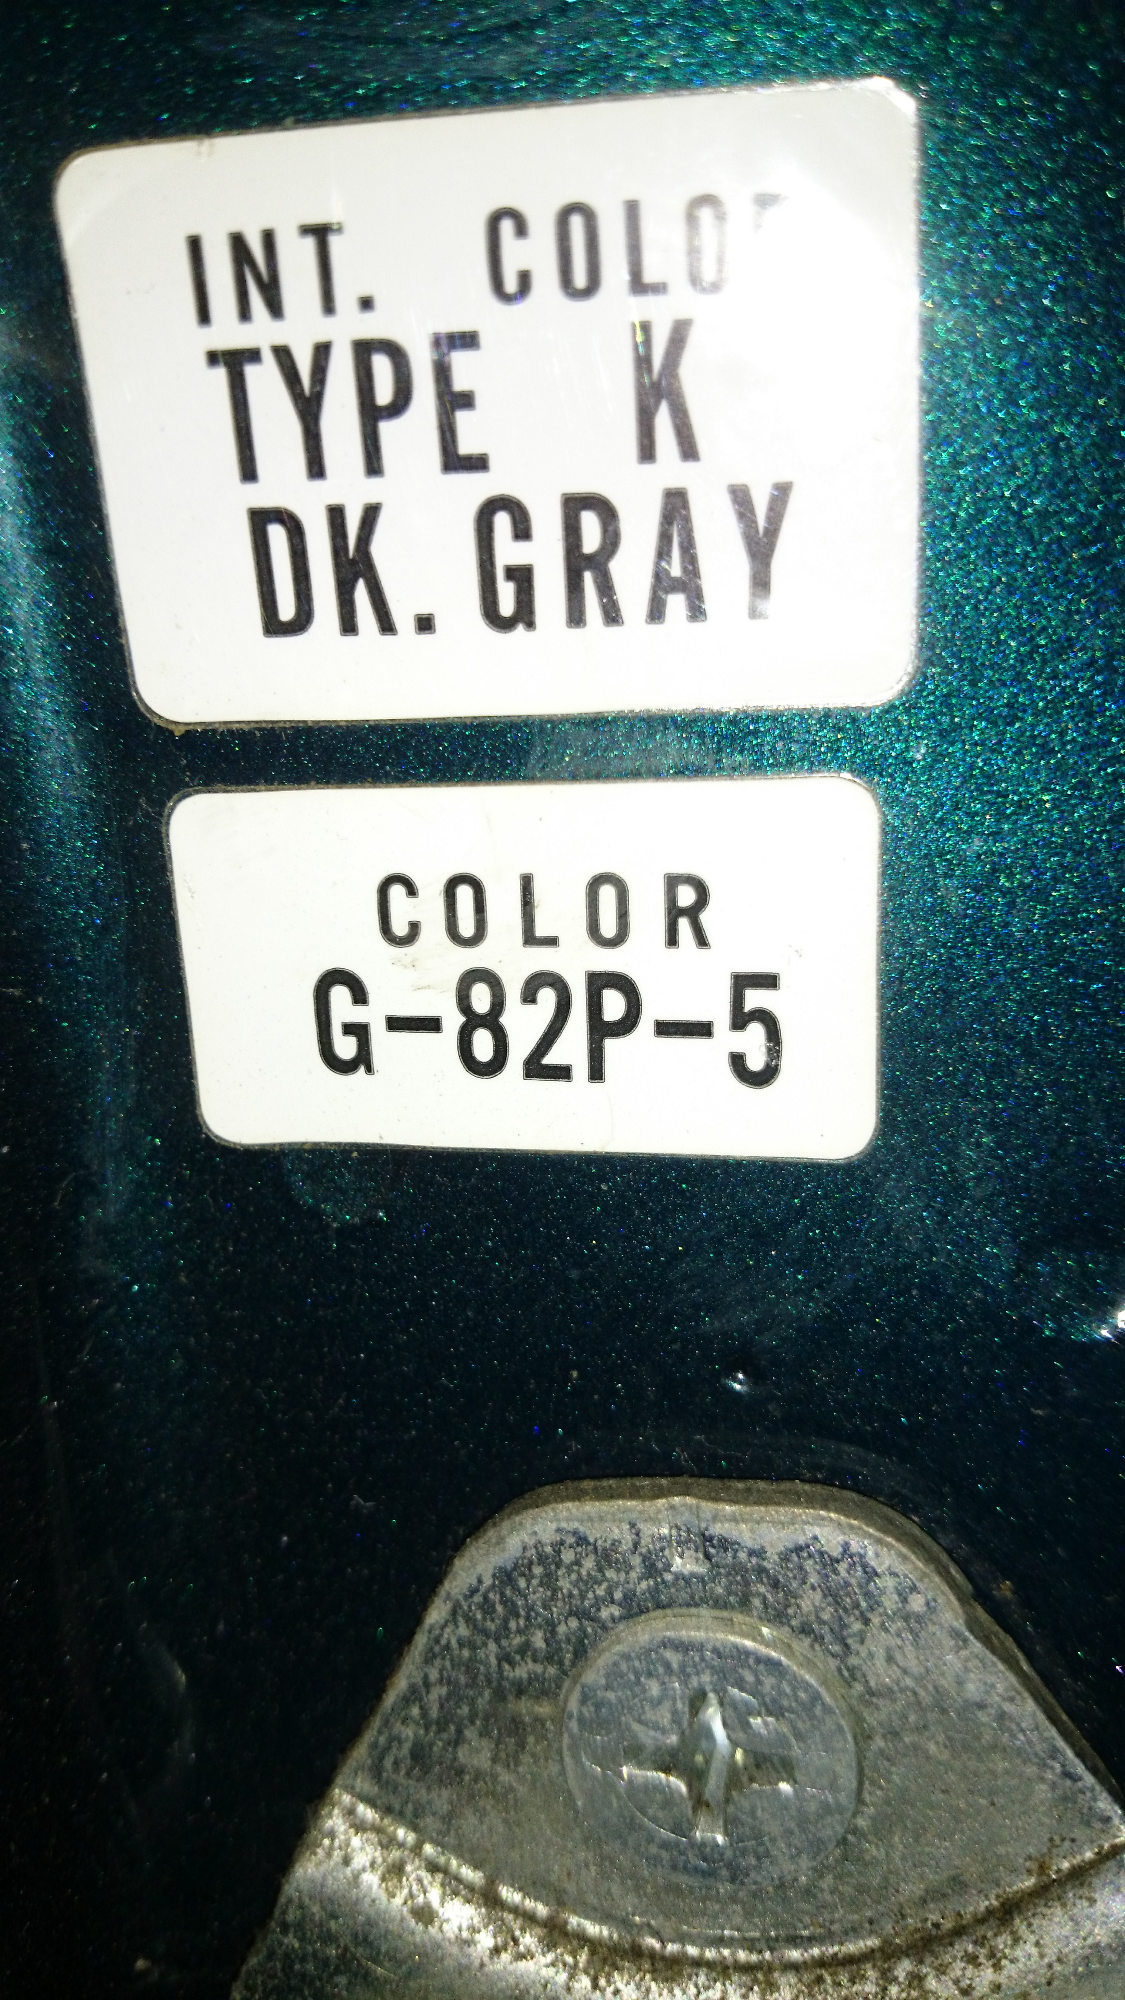 INT. COLOR
TYPE K
DK. GRAY
COLOR
G-82P-5